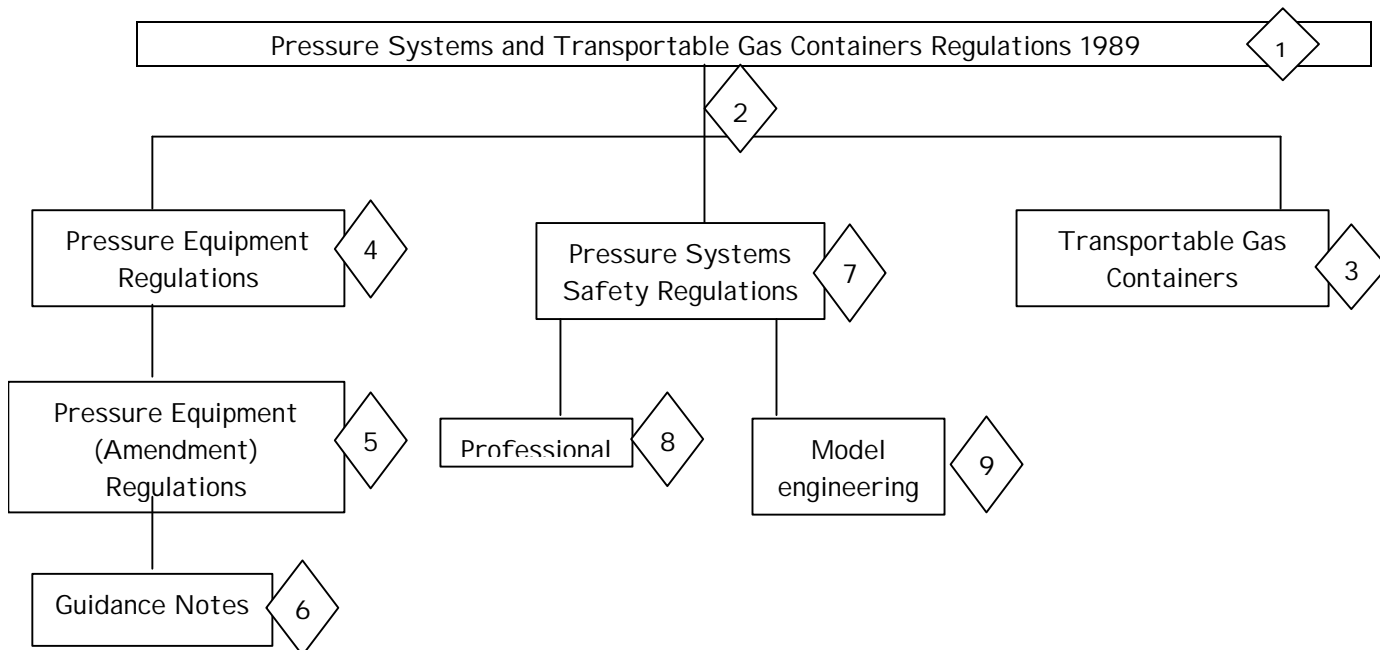 Pressure Systems and Transportable Gas Containers Regulations 1989
1
2
Pressure Equipment
Regulations
4
Pressure Systems
Safety Regulations
7
Transportable Gas
Containers
3
Pressure Equipment
(Amendment)
Regulations
5
Professional
8
Model
engineering
9
Guidance Notes
6